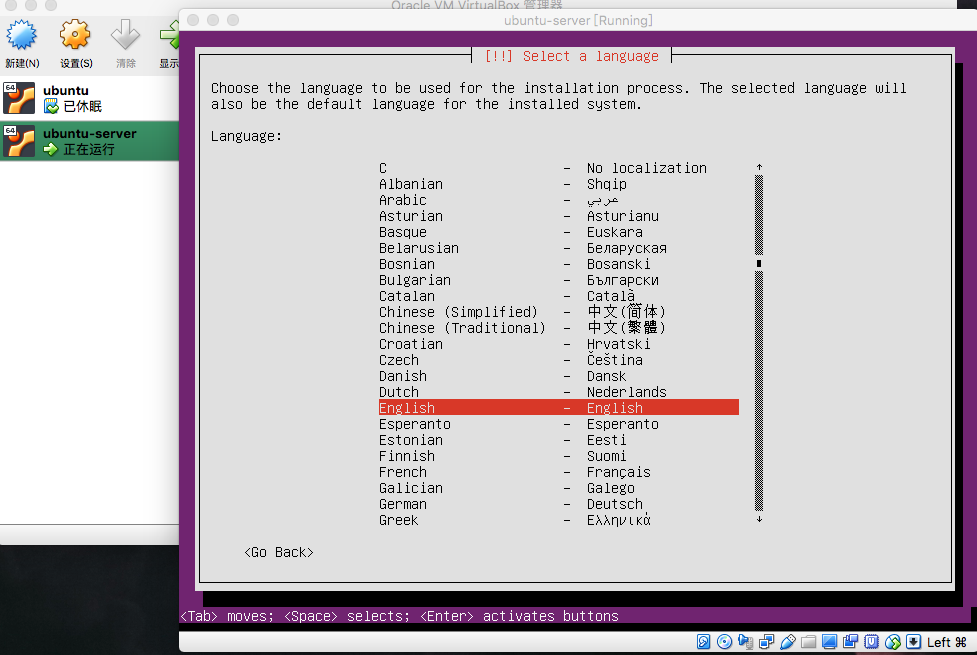 Oracle VM VirtualBox 管理器
ubuntu-server [Running]
新建(N)
设置(S)
清除
显示
64
ubuntu
已休眠
64
ubuntu-server
正在运行
[!!] Select a language
Choose the language to be used for the installation process. The selected language will
also be the default language for the installed system.
Language:
C - No localization
Albanian - Shqip
Arabic - عربي
Asturian - Asturianu
Basque - Euskara
Belarusian - Беларуская
Bosnian - Bosanski
Bulgarian - Български
Catalan - Català
Chinese (Simplified) - 中文(简体)
Chinese (Traditional) - 中文(繁體)
Croatian - Hrvatski
Czech - Čeština
Danish - Dansk
Dutch - Nederlands
English - English
Esperanto - Esperanto
Estonian - Eesti
Finnish - Suomi
French - Français
Galician - Galego
German - Deutsch
Greek - Ελληνικά
<Go Back>
<Tab> moves; <Space> selects; <Enter> activates buttons
Left ⌘